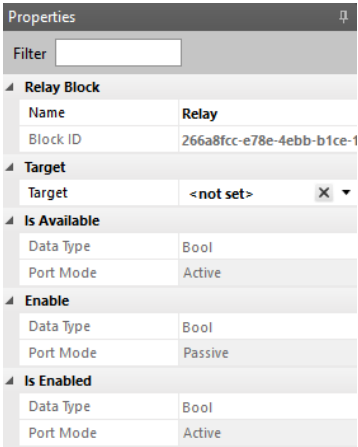 Properties
Filter
Relay Block
Name Relay
Block ID 266a8fcc-e78e-4ebb-b1ce-1
Target
Target <not set>
Is Available
Data Type Bool
Port Mode Active
Enable
Data Type Bool
Port Mode Passive
Is Enabled
Data Type Bool
Port Mode Active